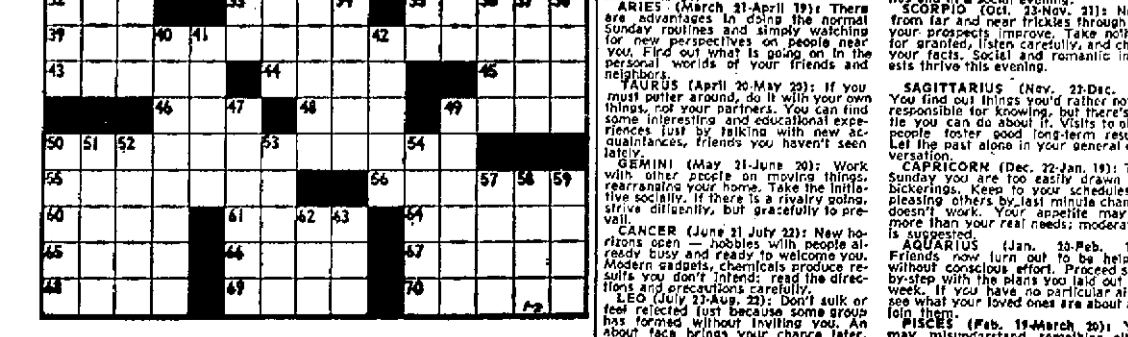 39 40 41 42
43 44 45
46 47 48 49
50 51 52 53 54
55 56 57 58 59
60 61 62 63 64
65 66 67
68 69 70
ARIES (March 21-April 19): There
are advantages in doing the normal
Sunday routines and simply watching
for new perspectives on people near
you. Find out what is going on in the
personal worlds of your friends and
neighbors.
TAURUS (April 20-May 20): If you
must putter around, do it with your own
things, not your partners. You can find
some interesting and educational expe-
riences just by talking with new ac-
quaintances, friends you haven't seen
lately.
GEMINI (May 21-June 20): Work
with other people on moving things,
rearranging your home. Take the initia-
tive socially. If there is a rivalry going,
strive diligently, but gracefully to pre-
vail.
CANCER (June 21 July 22): New ho-
rizons open — hobbies with people al-
ready busy and ready to welcome you.
Modern gadgets, chemicals produce re-
sults you don't intend; read the direc-
tions and precautions carefully.
LEO (July 23-Aug. 22): Don't sulk or
feel rejected just because some group
has formed without inviting you. An
about face brings your chance later.
SCORPIO (Oct. 23-Nov. 21):
from far and near trickles through
your prospects improve. Take
for granted, listen carefully, and
your facts. Social and romantic
ests thrive this evening.
SAGITTARIUS (Nov. 22-Dec.
You find out things you'd rather
responsible for knowing, but there's
tle you can do about it. Visits to
people foster good long-term
Let the past alone in your general
versation.
CAPRICORN (Dec. 22-Jan. 19):
Sunday you are too easily drawn
bickerings. Keep to your schedules
pleasing others by last minute
doesn't work. Your appetite may
more than your real needs;
is suggested.
AQUARIUS (Jan. 20-Feb.
Friends now turn out to be
without conscious effort. Proceed
by-step with the plans you laid out
week. If you have no particular
see what your loved ones are about
join them.
PISCES (Feb. 19-March 20):
may misunderstand something